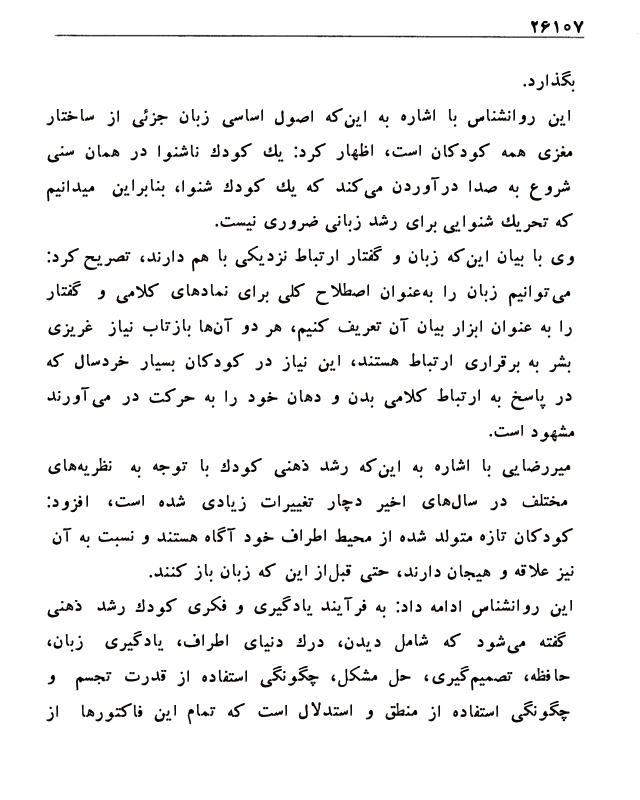 ۲۶۱۰۷
بگذارد.
این روانشناس با اشاره به این‌که اصول اساسی زبان جزئی از ساختار
مغزی همه کودکان است، اظهار کرد: یك کودك ناشنوا در همان سنی
شروع به صدا درآوردن می‌کند که یك کودك شنوا، بنابراین میدانیم
که تحریك شنوایی برای رشد زبانی ضروری نیست.
وی با بیان این‌که زبان و گفتار ارتباط نزدیکی با هم دارند، تصریح کرد:
می‌توانیم زبان را به‌عنوان اصطلاح کلی برای نمادهای کلامی و گفتار
را به عنوان ابزار بیان آن تعریف کنیم، هر دو آن‌ها بازتاب نیاز غریزی
بشر به برقراری ارتباط هستند، این نیاز در کودکان بسیار خردسال که
در پاسخ به ارتباط کلامی بدن و دهان خود را به حرکت در می‌آورند
مشهود است.
میررضایی با اشاره به این‌که رشد ذهنی کودك با توجه به نظریه‌های
مختلف در سال‌های اخیر دچار تغییرات زیادی شده است، افزود:
کودکان تازه متولد شده از محیط اطراف خود آگاه هستند و نسبت به آن
نیز علاقه و هیجان دارند، حتی قبل‌از این که زبان باز کنند.
این روانشناس ادامه داد: به فرآیند یادگیری و فکری کودك رشد ذهنی
گفته می‌شود که شامل دیدن، درك دنیای اطراف، یادگیری زبان،
حافظه، تصمیم‌گیری، حل مشکل، چگونگی استفاده از قدرت تجسم و
چگونگی استفاده از منطق و استدلال است که تمام این فاکتورها از